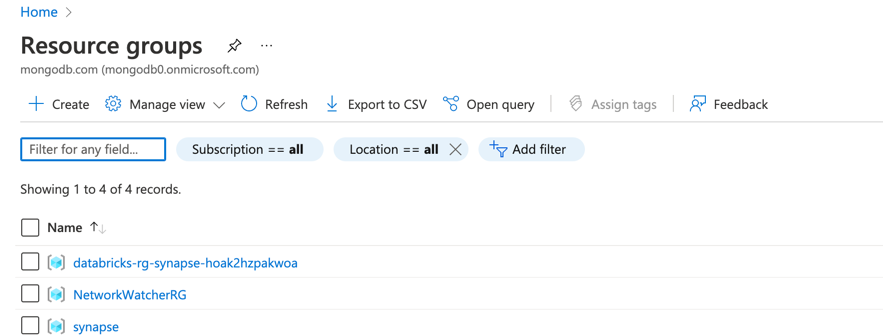 Home >
Resource groups ...
mongodb.com (mongodb0.onmicrosoft.com)
Create Manage view Refresh Export to CSV Open query Assign tags Feedback
Filter for any field... Subscription == all Location == all Add filter
Showing 1 to 4 of 4 records.
Name
databricks-rg-synapse-hoak2hzpakwoa
NetworkWatcherRG
synapse